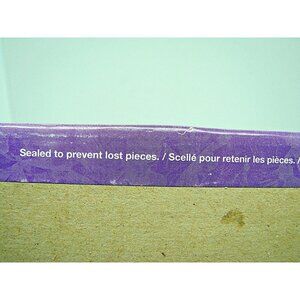 Sealed to prevent lost pieces. / Scellé pour retenir les pièces. /